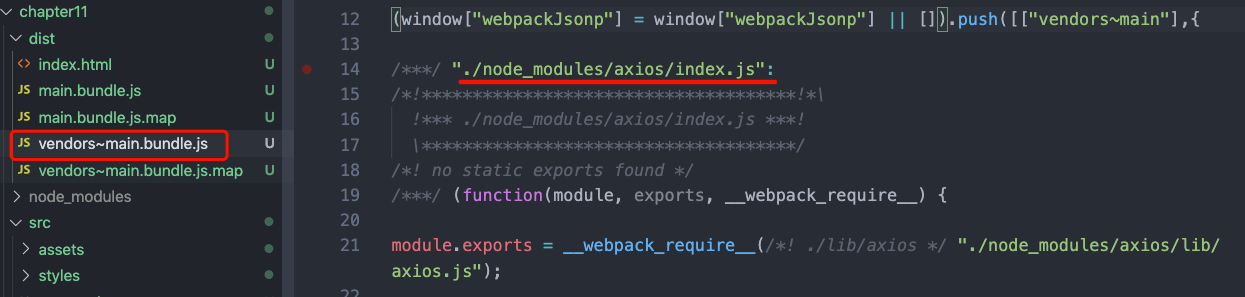 chapter11
dist
index.html U
main.bundle.js U
main.bundle.js.map U
vendors~main.bundle.js U
vendors~main.bundle.js.map U
node_modules
src
assets
styles
12 (window["webpackJsonp"] = window["webpackJsonp"] || []).push([["vendors~main"],{
13
14 /***/ "./node_modules/axios/index.js":
15 /*!*************************************!*\
16 !*** ./node_modules/axios/index.js ***!
17 \*************************************/
18 /*! no static exports found */
19 /***/ (function(module, exports, __webpack_require__) {
20
21 module.exports = __webpack_require__(/*! ./lib/axios */ "./node_modules/axios/lib/
axios.js");
22